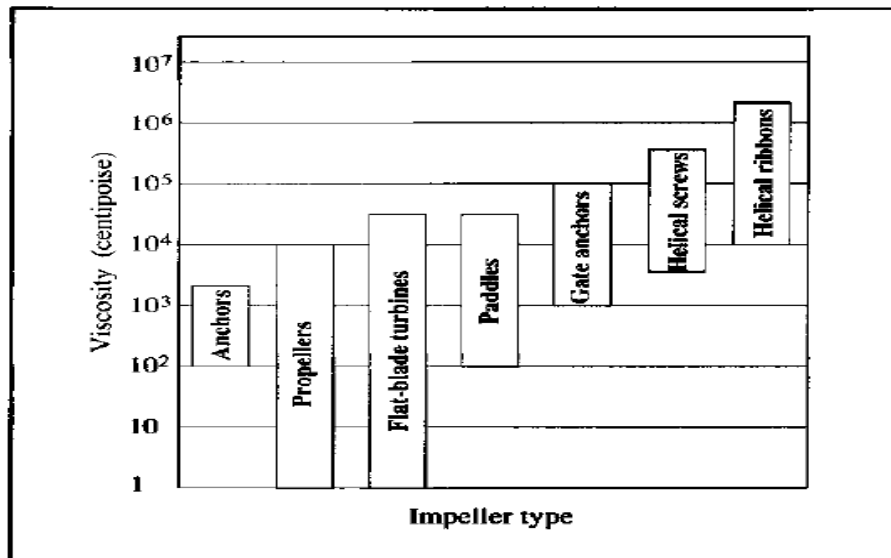 Viscosity (centipoise)
10⁷
10⁶
10⁵
10⁴
10³
10²
10
1
Anchors
Propellers
Flat-blade turbines
Paddles
Gate anchors
Helical screws
Helical ribbons
Impeller type